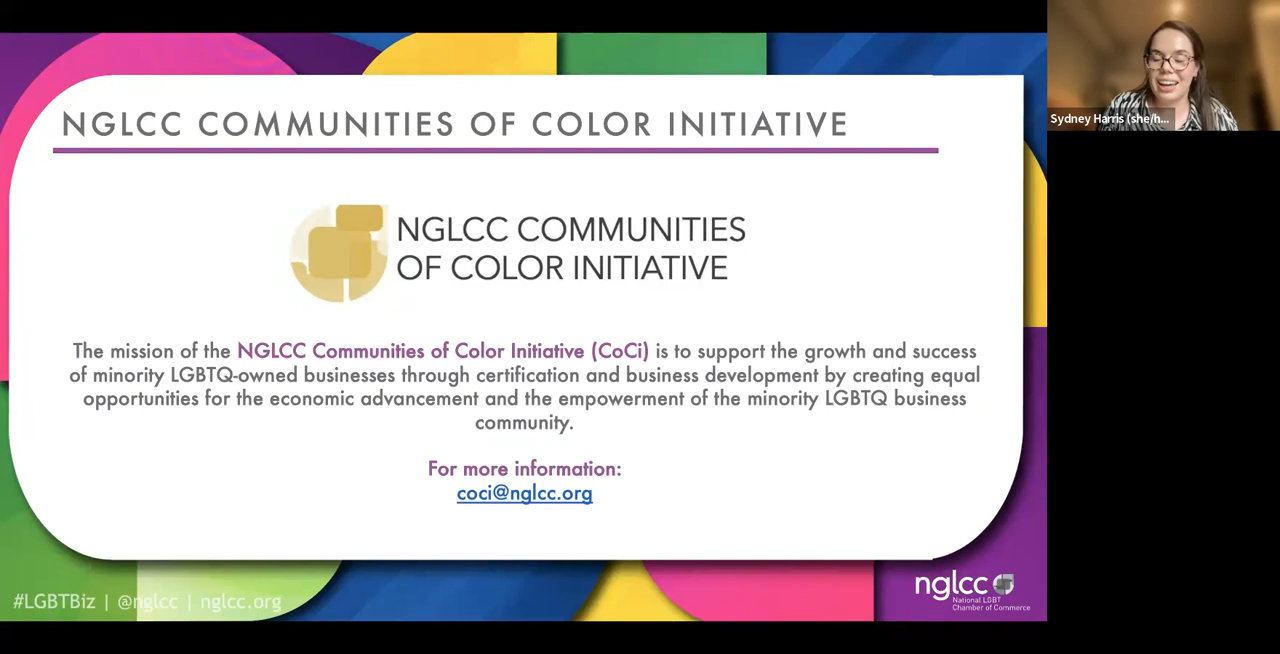 NGLCC COMMUNITIES OF COLOR INITIATIVE
NGLCC COMMUNITIES
OF COLOR INITIATIVE
The mission of the NGLCC Communities of Color Initiative (CoCi) is to support the growth and success
of minority LGBTQ-owned businesses through certification and business development by creating equal
opportunities for the economic advancement and the empowerment of the minority LGBTQ business
community.
For more information:
coci@nglcc.org
#LGBTBiz | @nglcc | nglcc.org
nglcc
National LGBT
Chamber of Commerce
Sydney Harris (she/h...